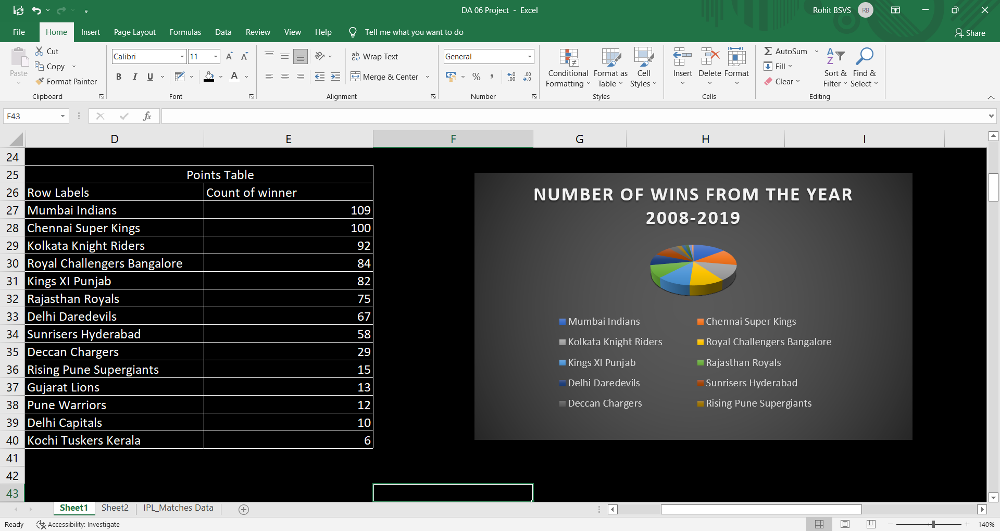 DA 06 Project - Excel
Rohit BSVS RB
File Home Insert Page Layout Formulas Data Review View Help Tell me what you want to do Share
Paste
Cut
Copy
Format Painter
Clipboard
Calibri 11
B I U
Font
Wrap Text
Merge & Center
Alignment
General
Number
Conditional Formatting
Format as Table
Cell Styles
Styles
Insert Delete Format
Cells
AutoSum
Fill
Clear
Sort & Filter
Find & Select
Editing
F43 fx
D E F G H I
24
25 Points Table
26 Row Labels Count of winner
27 Mumbai Indians 109
28 Chennai Super Kings 100
29 Kolkata Knight Riders 92
30 Royal Challengers Bangalore 84
31 Kings XI Punjab 82
32 Rajasthan Royals 75
33 Delhi Daredevils 67
34 Sunrisers Hyderabad 58
35 Deccan Chargers 29
36 Rising Pune Supergiants 15
37 Gujarat Lions 13
38 Pune Warriors 12
39 Delhi Capitals 10
40 Kochi Tuskers Kerala 6
41
42
43
NUMBER OF WINS FROM THE YEAR
2008-2019
Mumbai Indians Chennai Super Kings
Kolkata Knight Riders Royal Challengers Bangalore
Kings XI Punjab Rajasthan Royals
Delhi Daredevils Sunrisers Hyderabad
Deccan Chargers Rising Pune Supergiants
Sheet1 Sheet2 IPL_Matches Data
Ready Accessibility: Investigate 140%